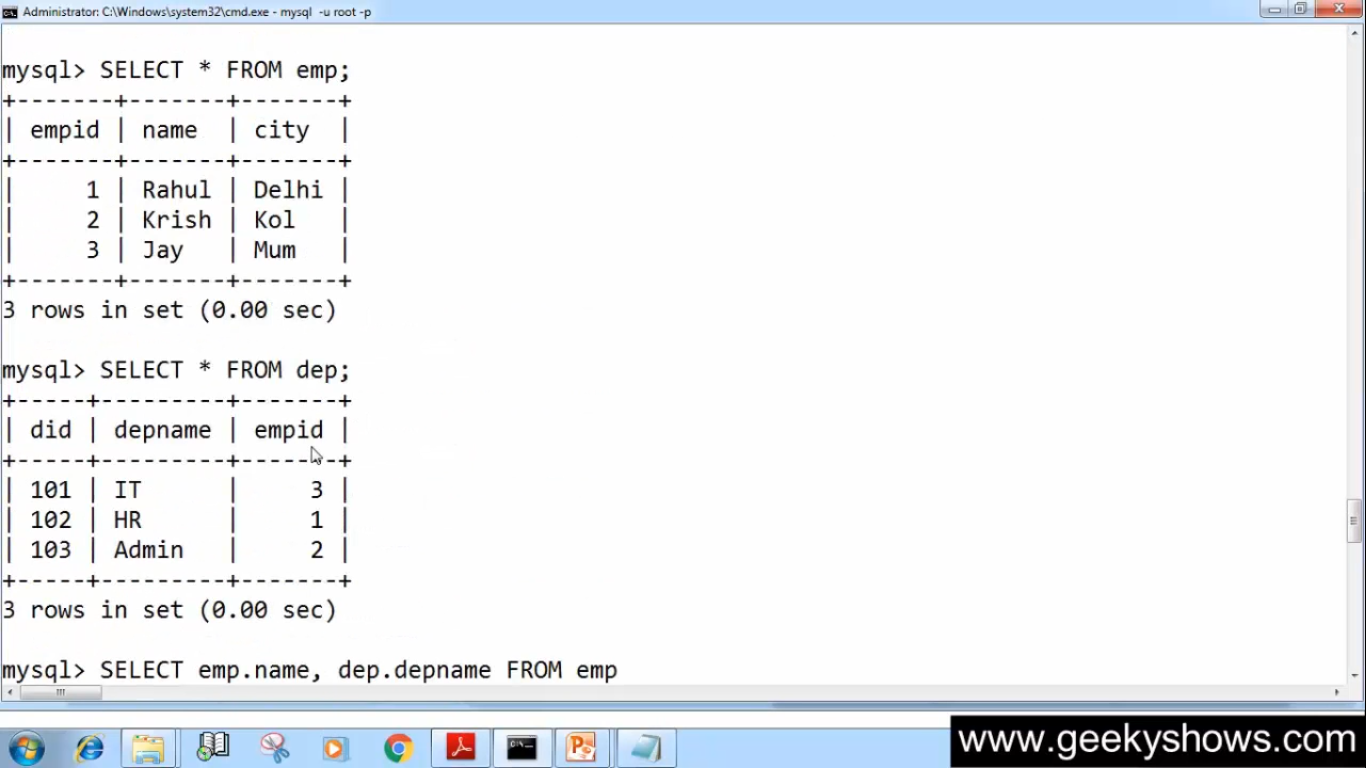 Administrator: C:\Windows\system32\cmd.exe - mysql -u root -p
mysql> SELECT * FROM emp;
+-------+-------+-------+
| empid | name | city |
+-------+-------+-------+
| 1 | Rahul | Delhi |
| 2 | Krish | Kol |
| 3 | Jay | Mum |
+-------+-------+-------+
3 rows in set (0.00 sec)
mysql> SELECT * FROM dep;
+-----+---------+-------+
| did | depname | empid |
+-----+---------+-------+
| 101 | IT | 3 |
| 102 | HR | 1 |
| 103 | Admin | 2 |
+-----+---------+-------+
3 rows in set (0.00 sec)
mysql> SELECT emp.name, dep.depname FROM emp
www.geekyshows.com